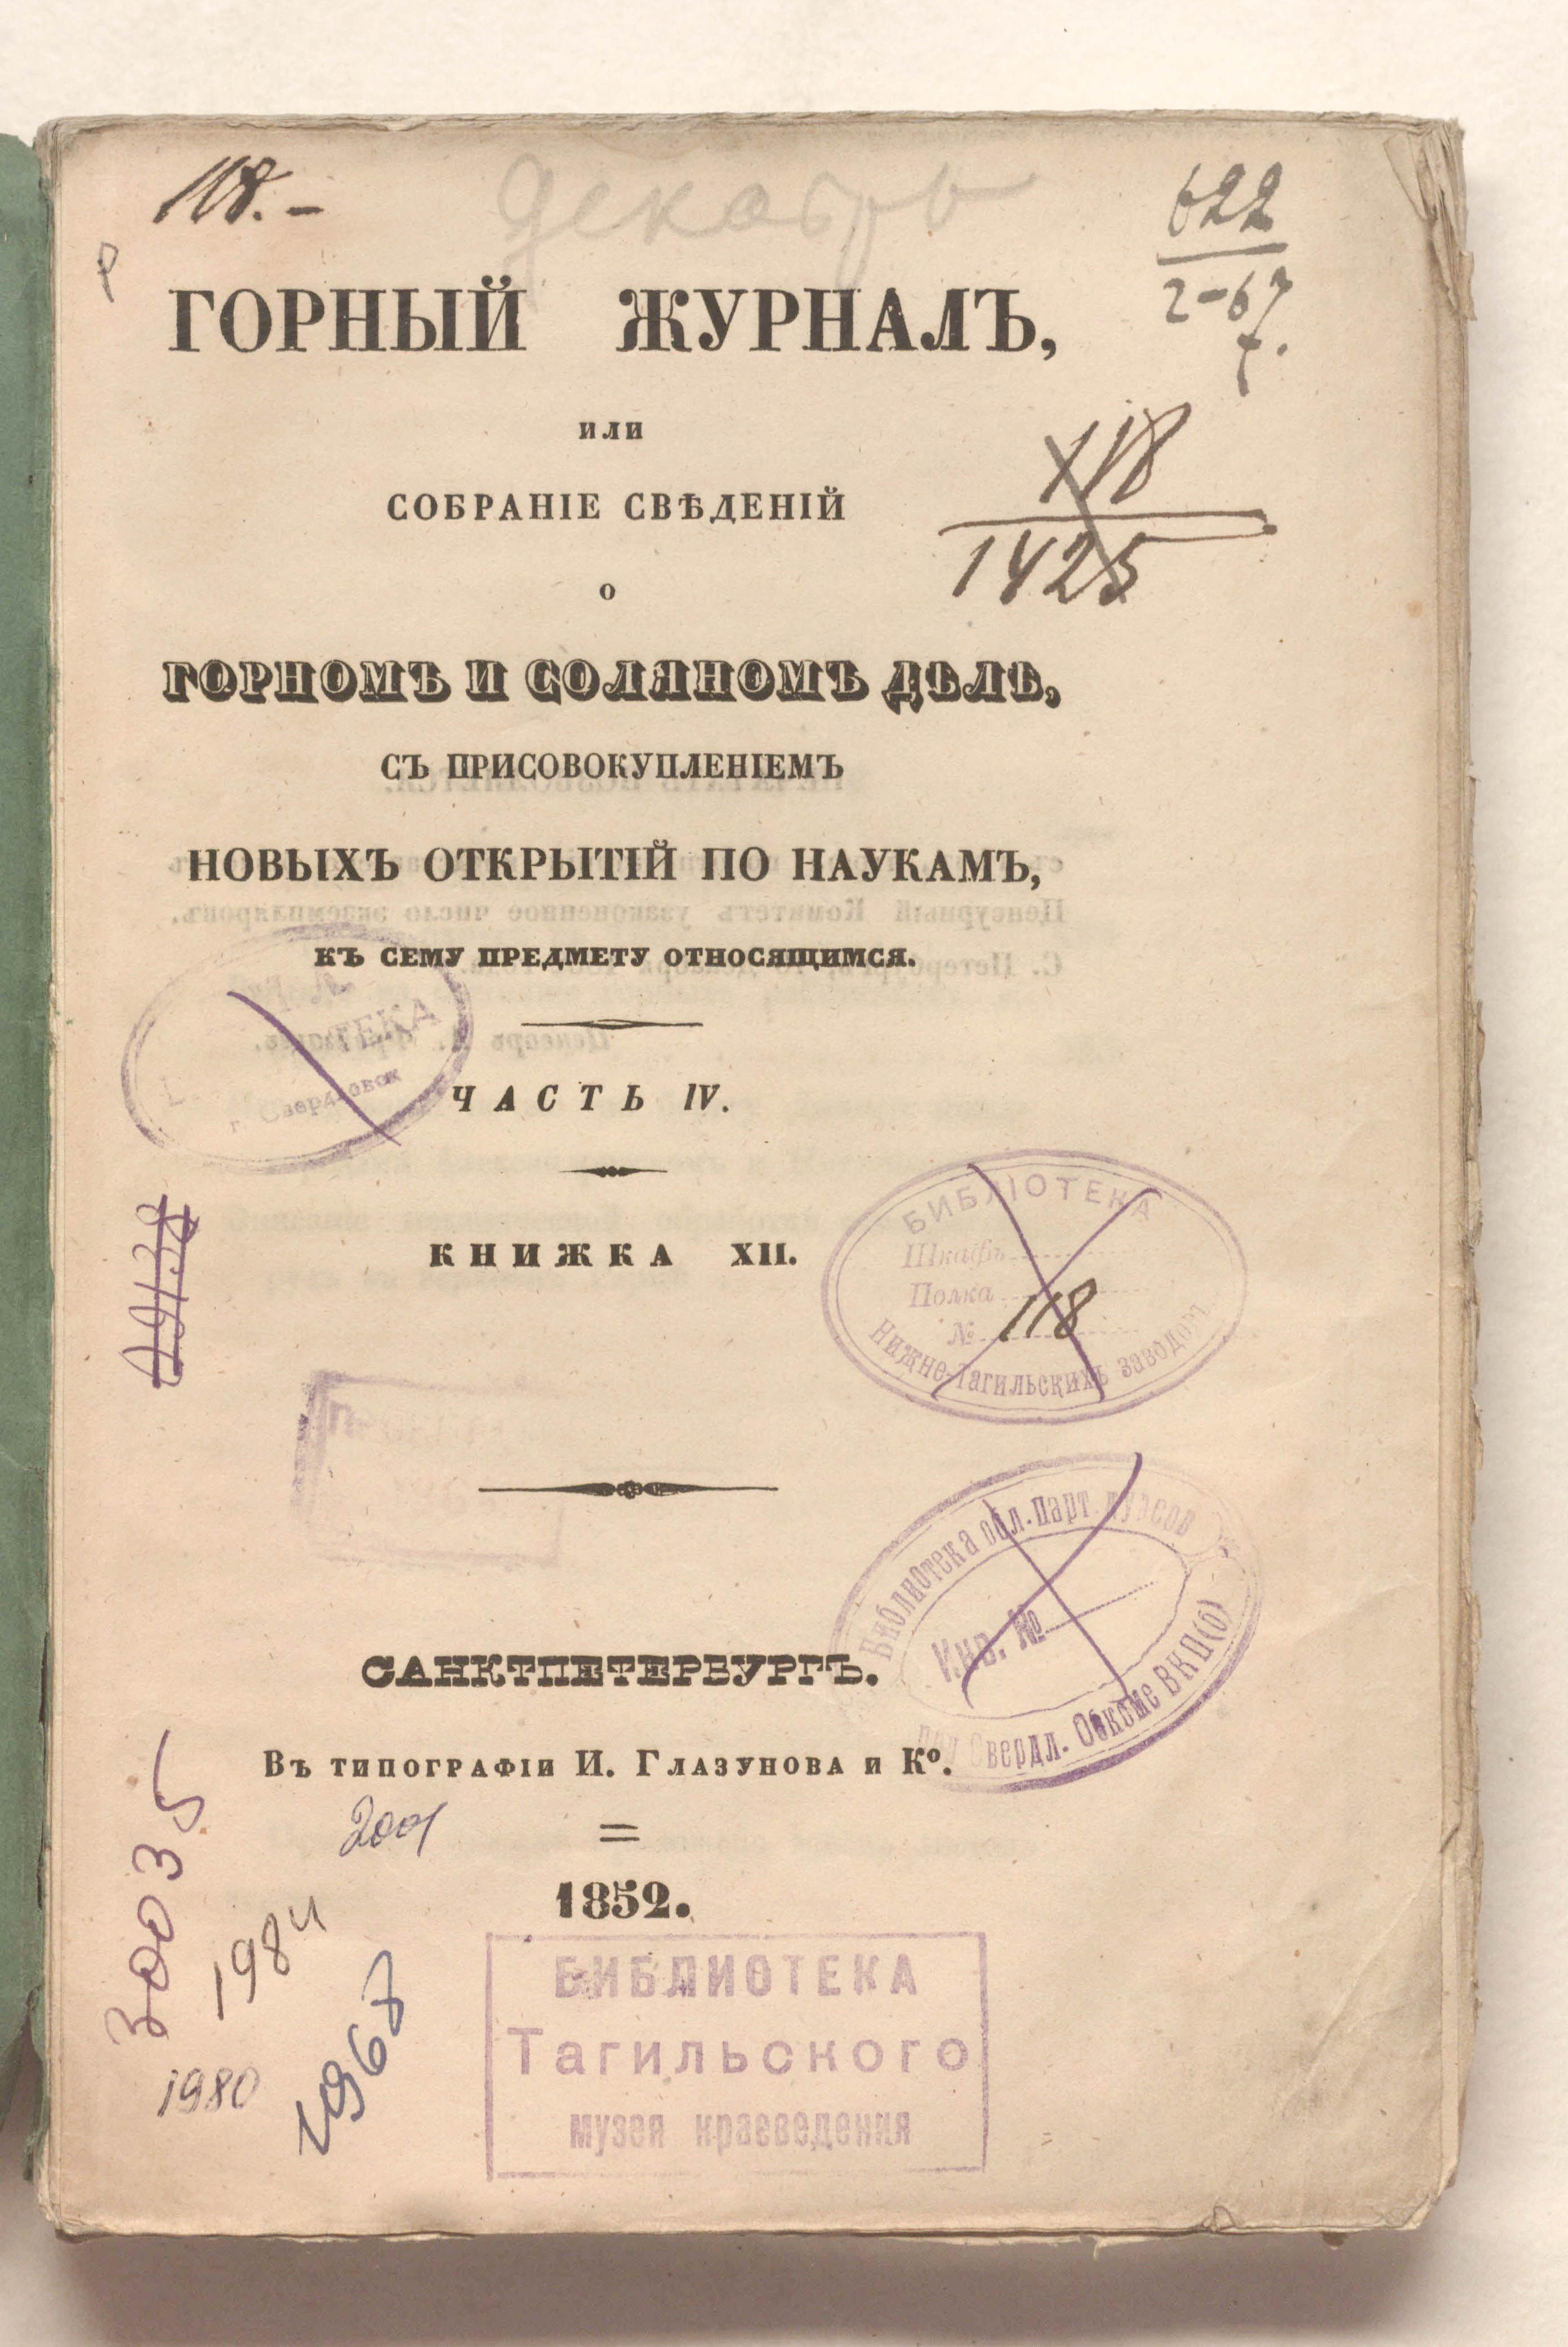 118.-
декабрь
622
2-67
т.
ГОРНЫЙ ЖУРНАЛЪ,
или
СОБРАНІЕ СВѢДЕНІЙ
о
118
1425
ГОРНОМЪ И СОЛЯНОМЪ ДѢЛѢ,
СЪ ПРИСОВОКУПЛЕНІЕМЪ
НОВЫХЪ ОТКРЫТІЙ ПО НАУКАМЪ,
КЪ СЕМУ ПРЕДМЕТУ ОТНОСЯЩИМСЯ.
г. Свердловск
ЧАСТЬ IV.
КНИЖКА XII.
БИБЛІОТЕКА
Шкафъ
Полка
№ 118
Нижне-Тагильскихъ заводовъ
Библиотека обл. парт. курсов
Инв. №
при Свердл. Обкоме ВКП(б)
САНКТПЕТЕРБУРГЪ.
Въ типографіи И. Глазунова и Ко.
2001
1852.
30035
1984
1980
1967
БИБЛИОТЕКА
Тагильского
музея краеведения